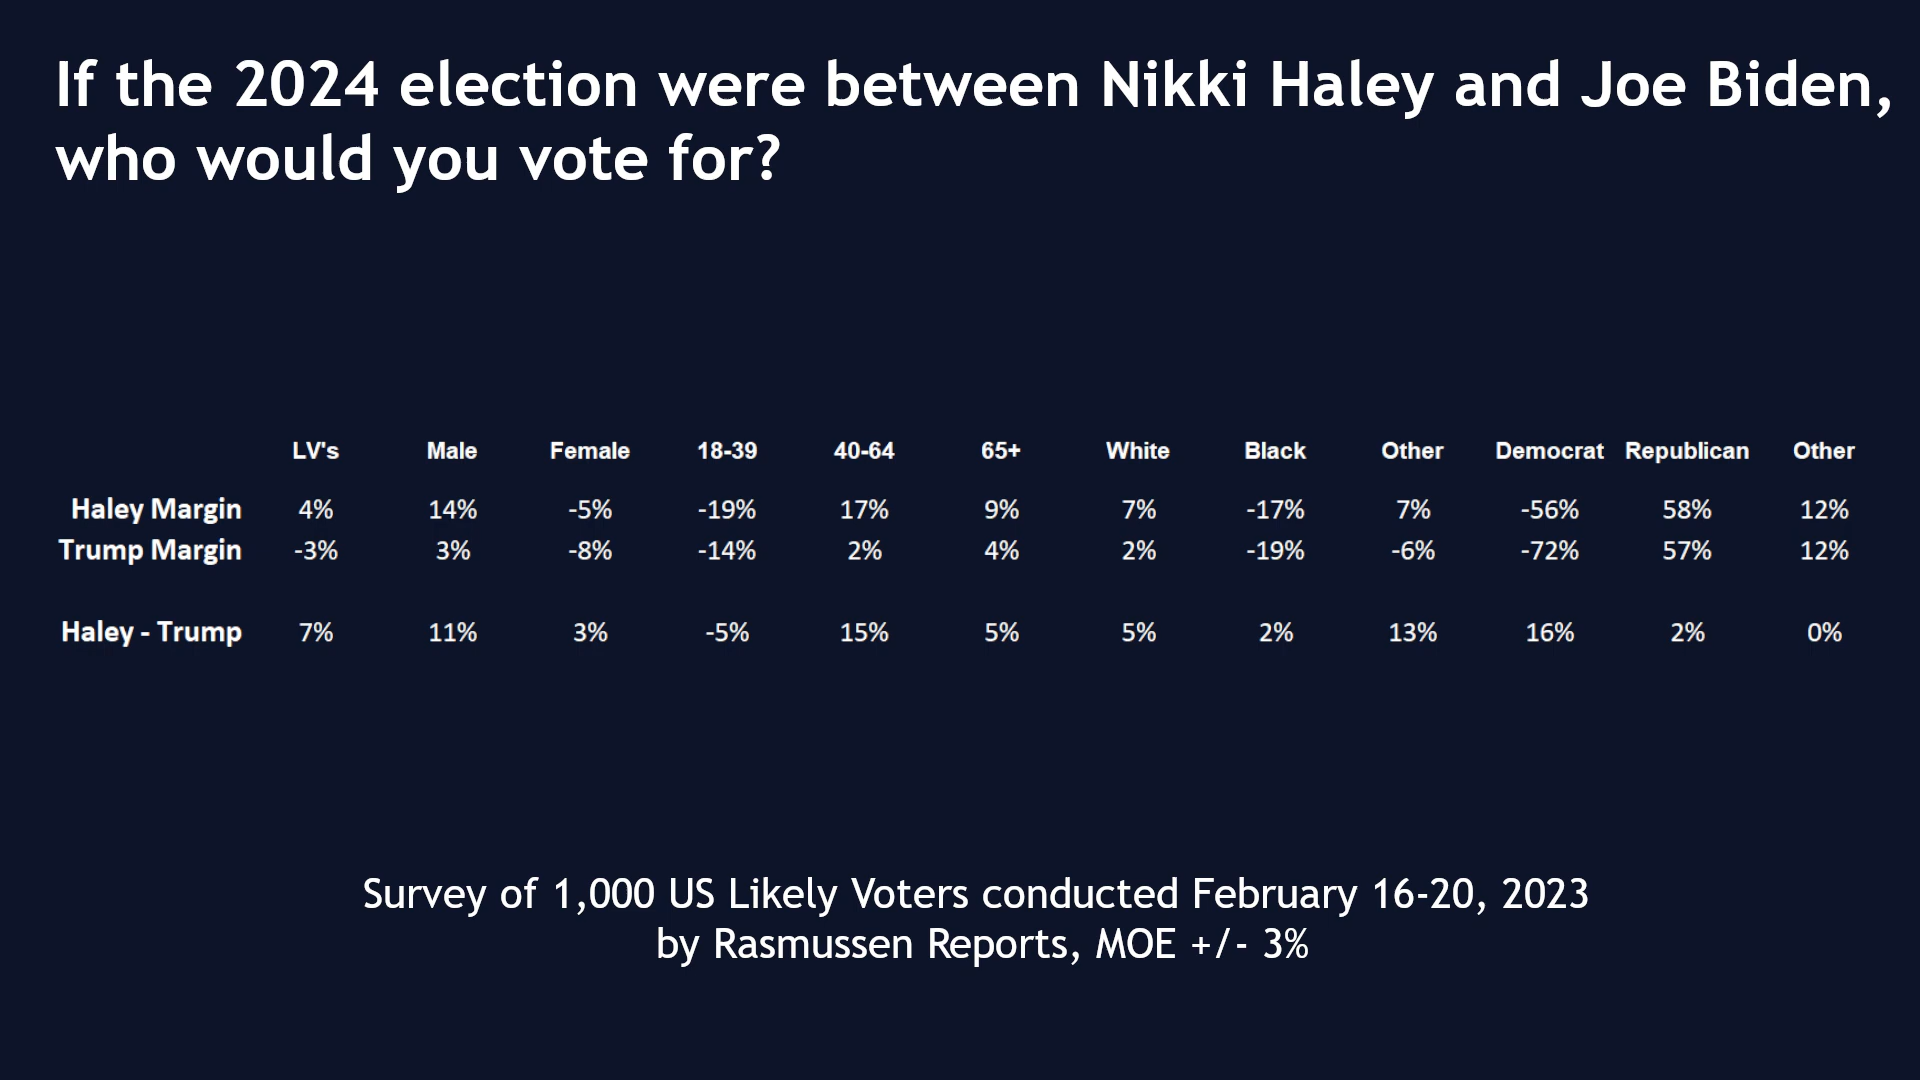 If the 2024 election were between Nikki Haley and Joe Biden,
who would you vote for?
LV's Male Female 18-39 40-64 65+ White Black Other Democrat Republican Other
Haley Margin 4% 14% -5% -19% 17% 9% 7% -17% 7% -56% 58% 12%
Trump Margin -3% 3% -8% -14% 2% 4% 2% -19% -6% -72% 57% 12%
Haley - Trump 7% 11% 3% -5% 15% 5% 5% 2% 13% 16% 2% 0%
Survey of 1,000 US Likely Voters conducted February 16-20, 2023
by Rasmussen Reports, MOE +/- 3%